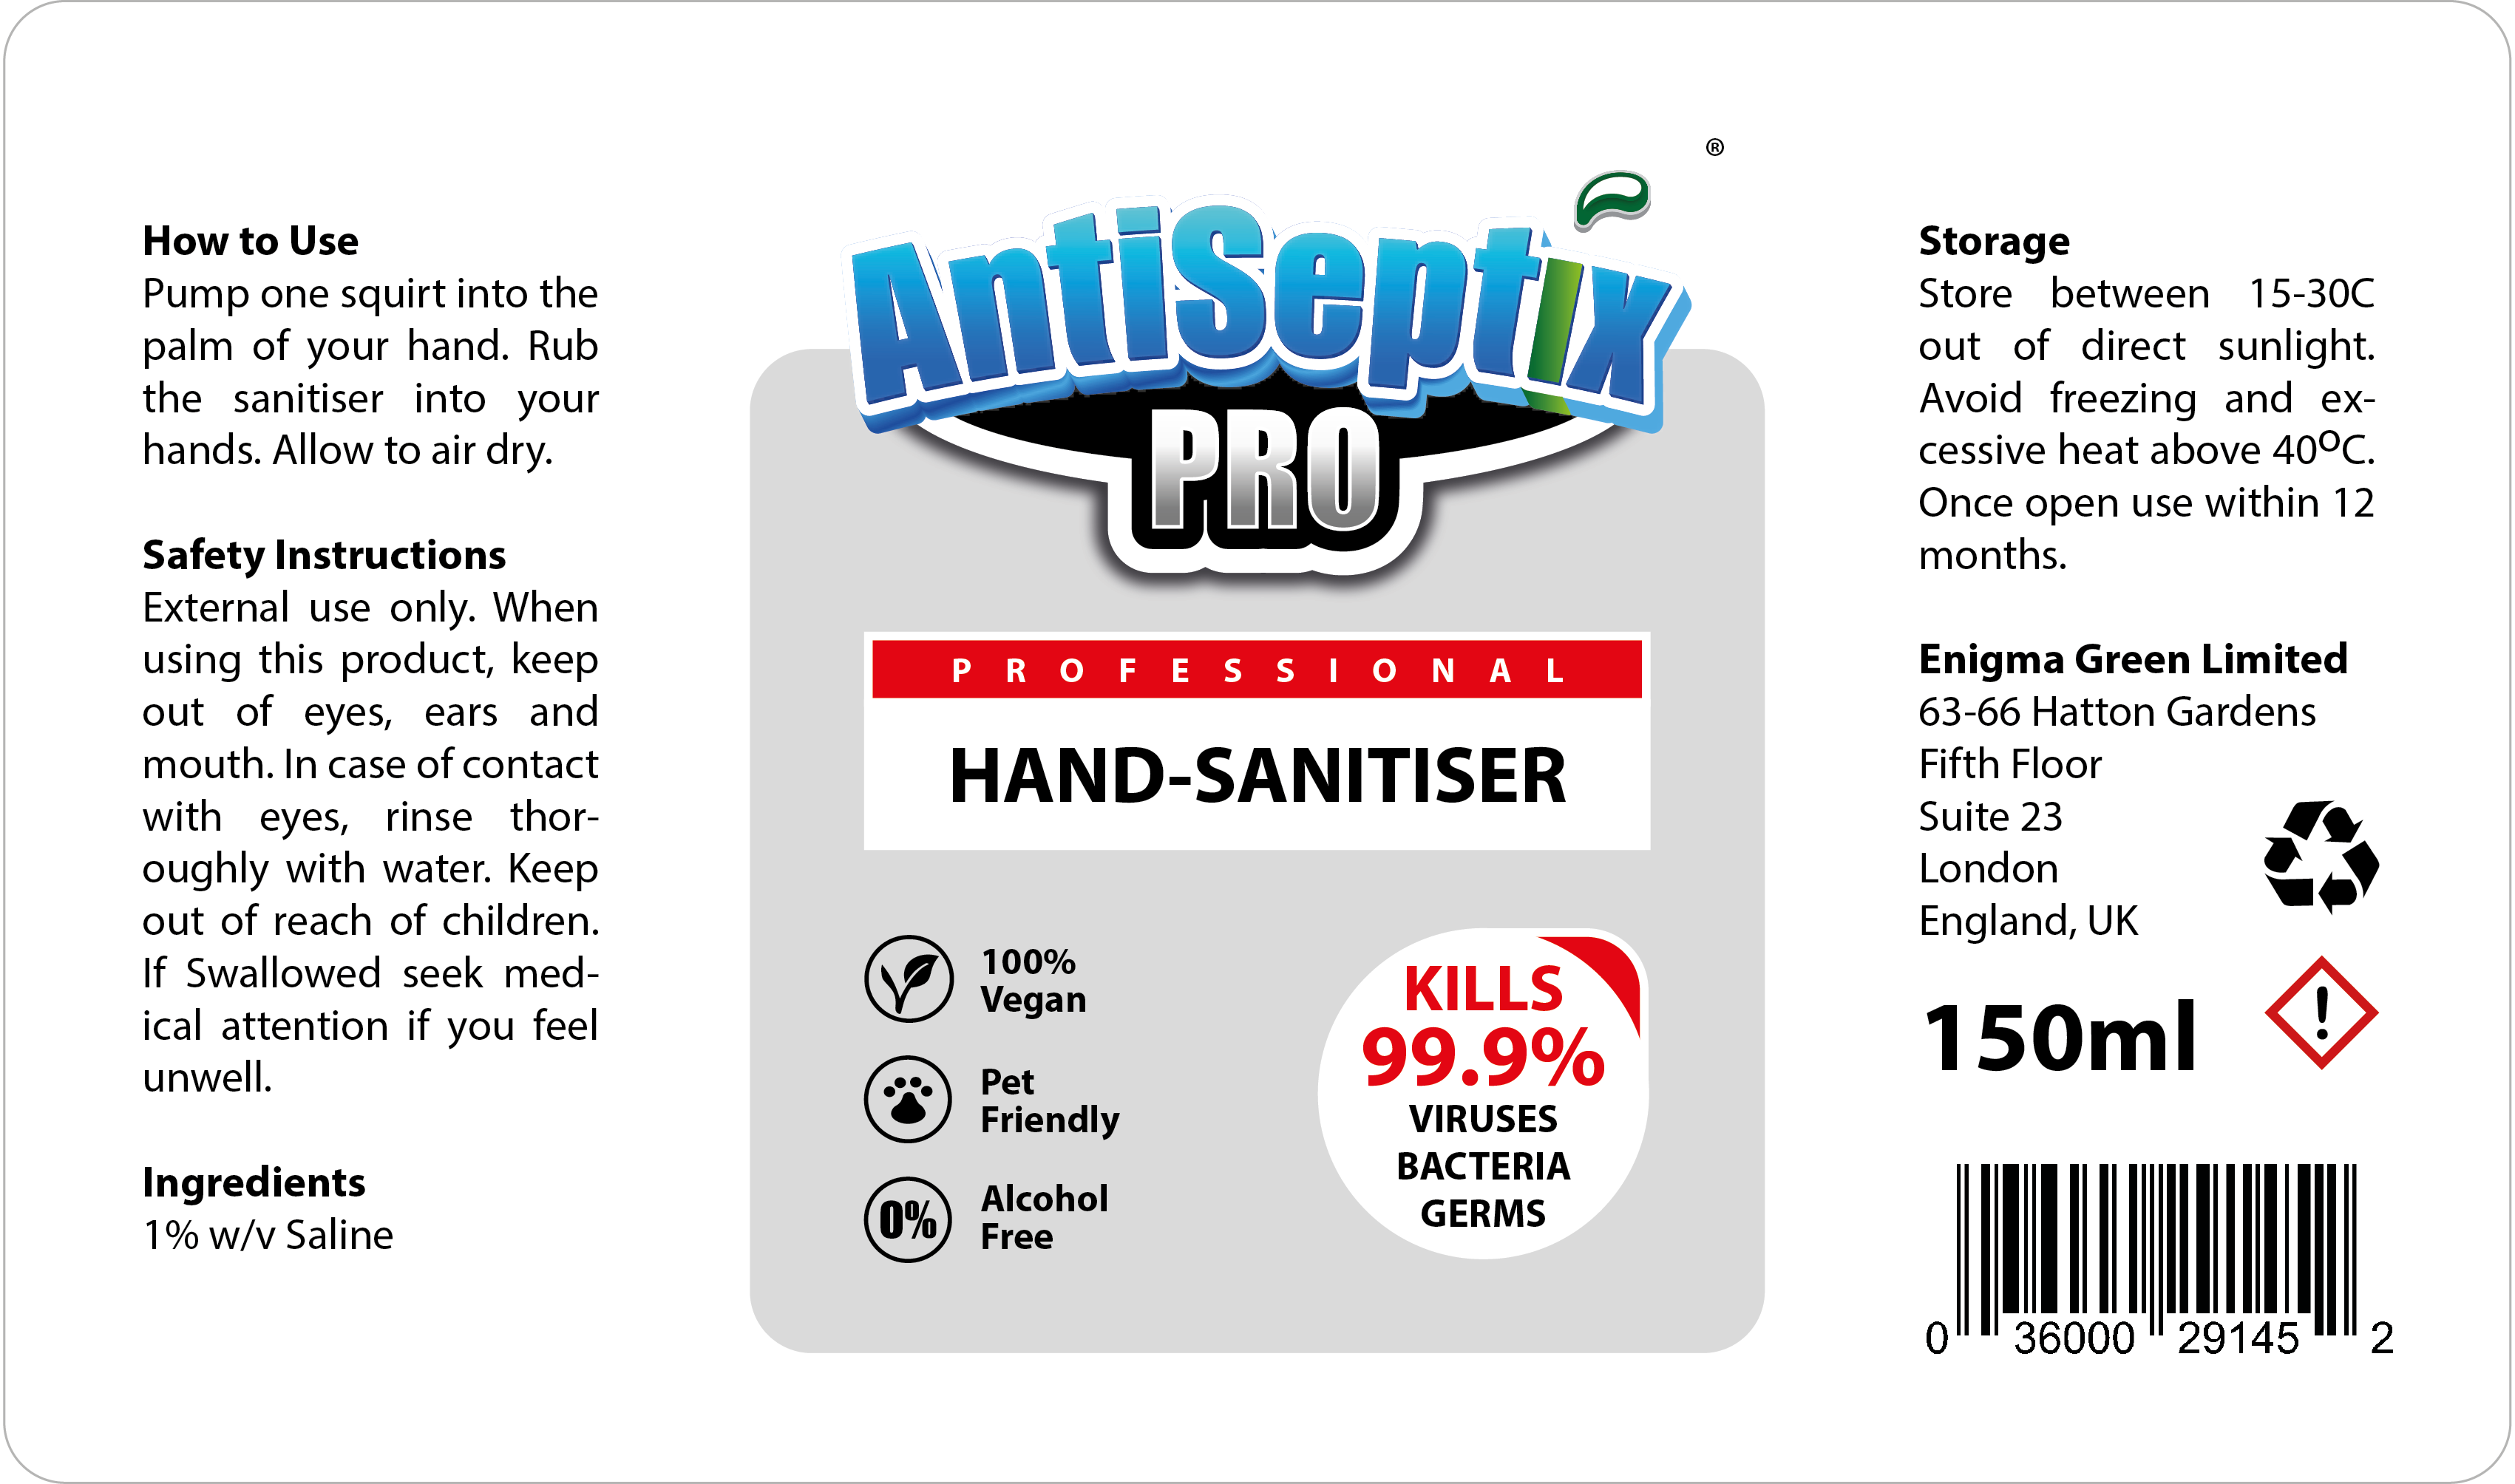 How to Use
Pump one squirt into the
palm of your hand. Rub
the sanitiser into your
hands. Allow to air dry.
Safety Instructions
External use only. When
using this product, keep
out of eyes, ears and
mouth. In case of contact
with eyes, rinse thor-
oughly with water. Keep
out of reach of children.
If Swallowed seek med-
ical attention if you feel
unwell.
Ingredients
1% w/v Saline
®
AntiSeptix
PRO
PROFESSIONAL
HAND-SANITISER
100%
Vegan
Pet
Friendly
0%
Alcohol
Free
KILLS
99.9%
VIRUSES
BACTERIA
GERMS
Storage
Store between 15-30C
out of direct sunlight.
Avoid freezing and ex-
cessive heat above 40ºC.
Once open use within 12
months.
Enigma Green Limited
63-66 Hatton Gardens
Fifth Floor
Suite 23
London
England, UK
!
150ml
0 36000 29145 2